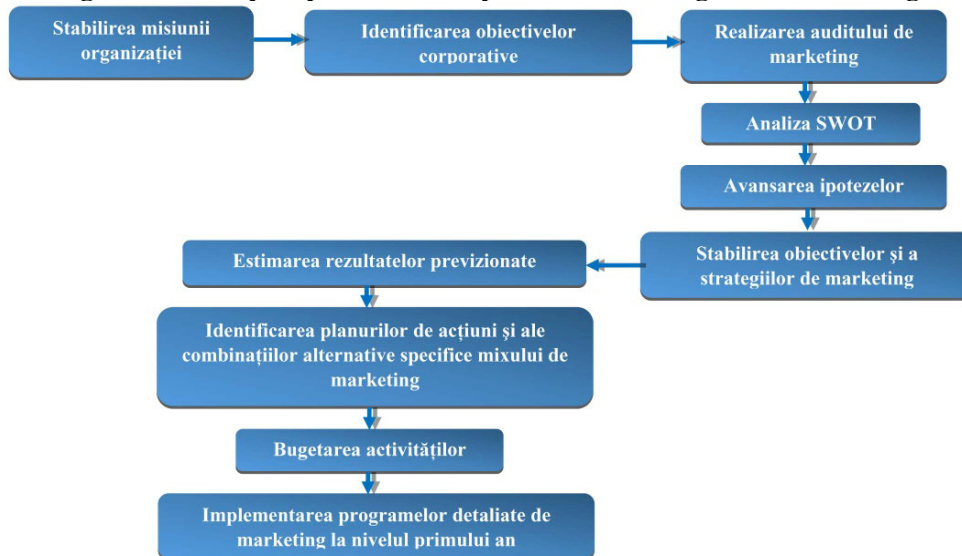 Stabilirea misiunii
organizației
Identificarea obiectivelor
corporative
Realizarea auditului de
marketing
Analiza SWOT
Avansarea ipotezelor
Stabilirea obiectivelor și a
strategiilor de marketing
Estimarea rezultatelor previzionate
Identificarea planurilor de acțiuni și ale
combinațiilor alternative specifice mixului de
marketing
Bugetarea activităților
Implementarea programelor detaliate de
marketing la nivelul primului an